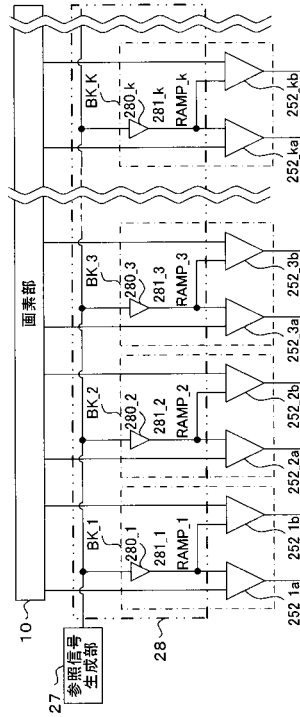 10
画素部
27
参照信号
生成部
28
BK_1
280_1
281_1
RAMP_1
252_1a
252_1b
BK_2
280_2
281_2
RAMP_2
252_2a
252_2b
BK_3
280_3
281_3
RAMP_3
252_3a
252_3b
BK_K
280_k
281_k
RAMP_k
252_ka
252_kb